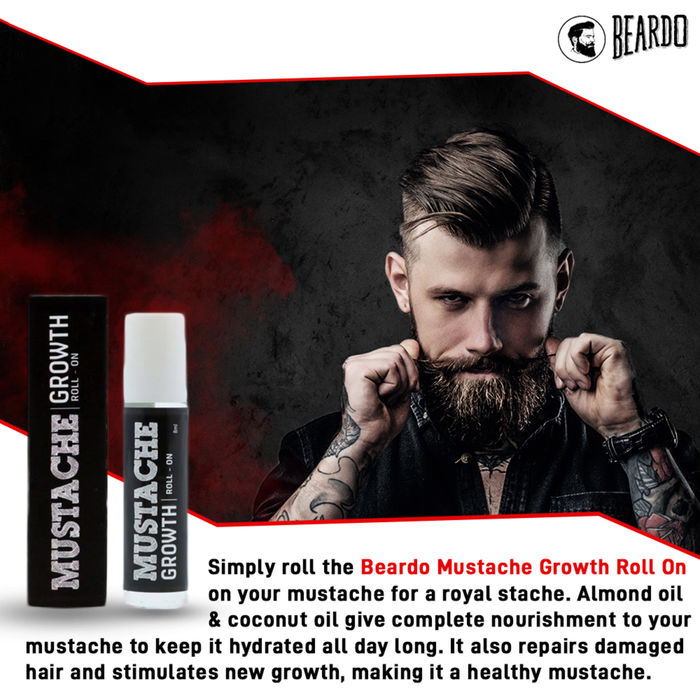 BEARDO
MUSTACHE
GROWTH
ROLL - ON
MUSTACHE
GROWTH
ROLL - ON
8ml
Simply roll the Beardo Mustache Growth Roll On
on your mustache for a royal stache. Almond oil
& coconut oil give complete nourishment to your
mustache to keep it hydrated all day long. It also repairs damaged
hair and stimulates new growth, making it a healthy mustache.